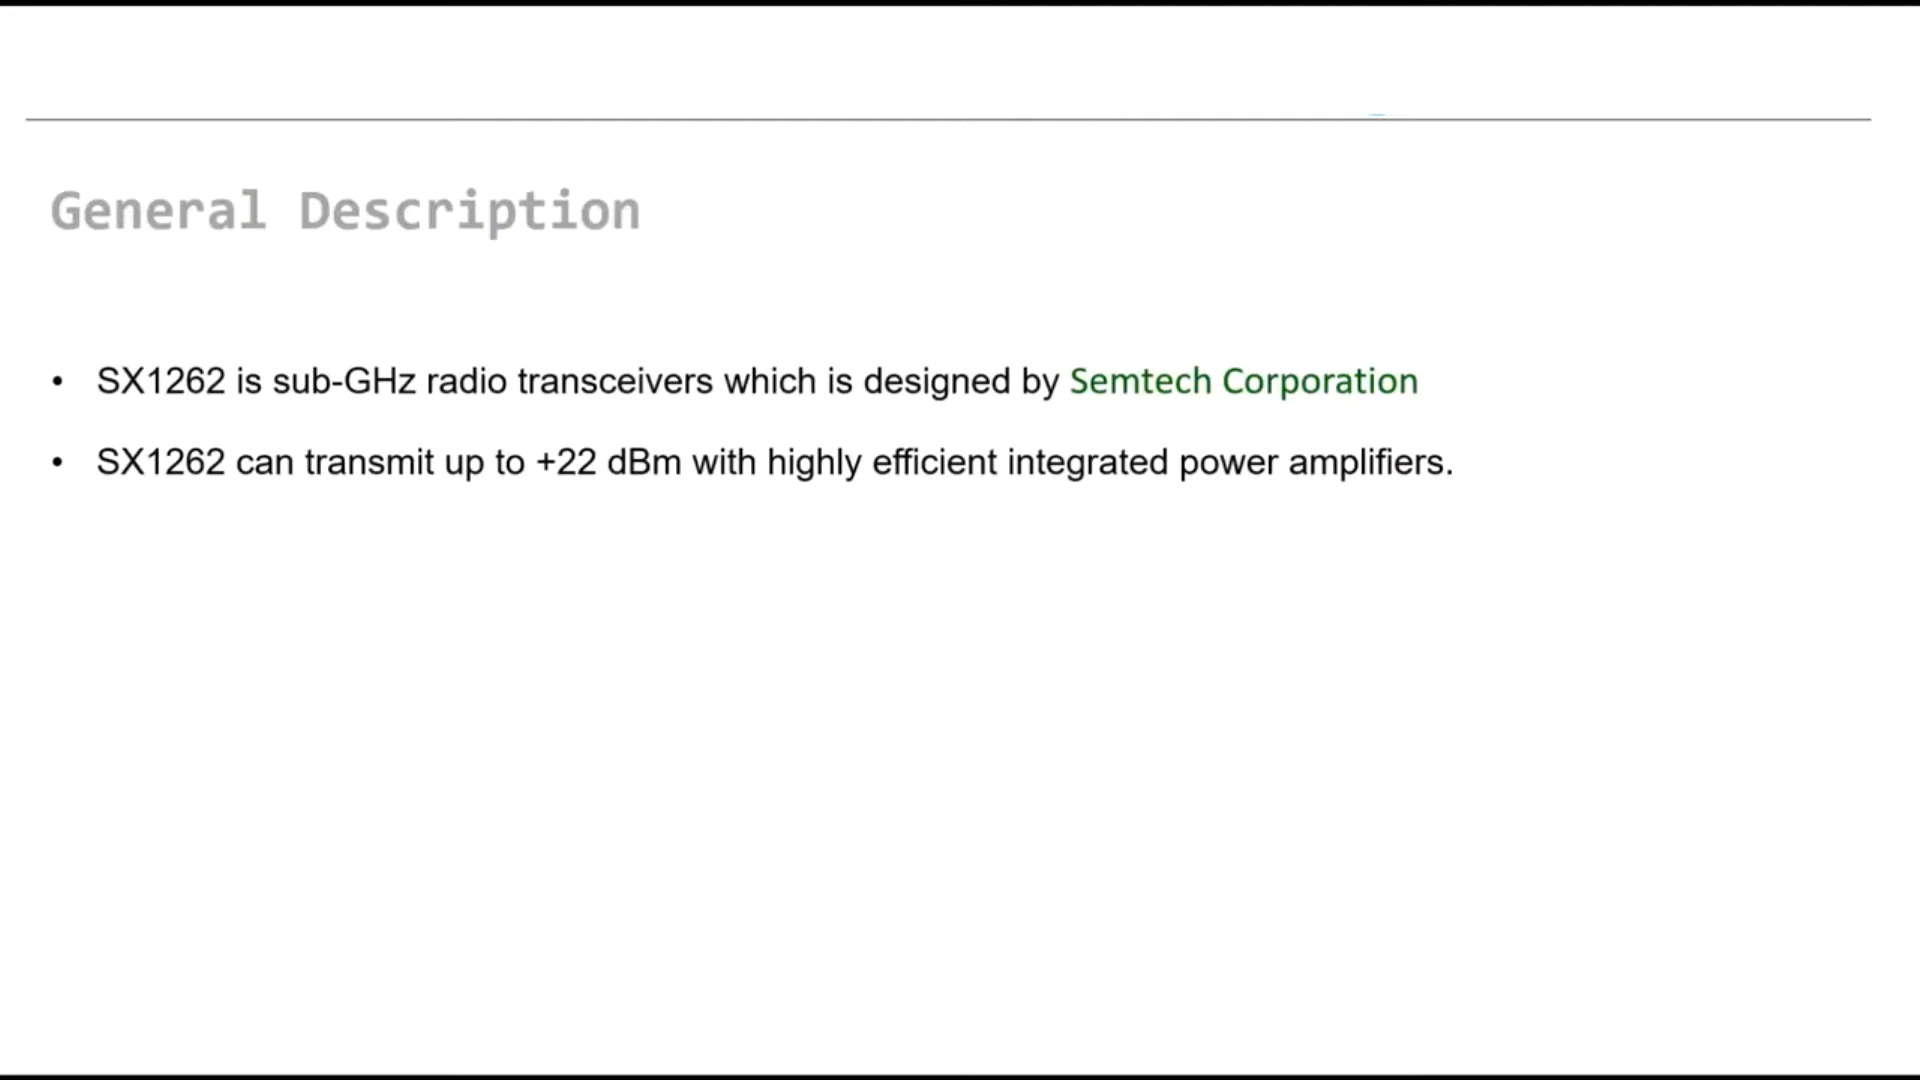 General Description
• SX1262 is sub-GHz radio transceivers which is designed by Semtech Corporation
• SX1262 can transmit up to +22 dBm with highly efficient integrated power amplifiers.